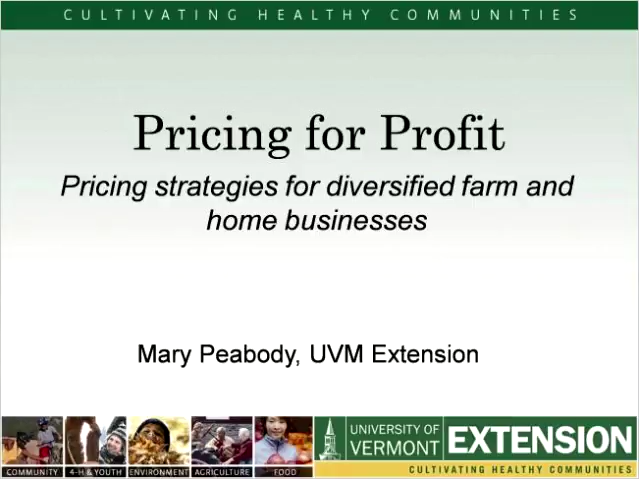 CULTIVATING HEALTHY COMMUNITIES
Pricing for Profit
Pricing strategies for diversified farm and
home businesses
Mary Peabody, UVM Extension
COMMUNITY 4-H & YOUTH ENVIRONMENT AGRICULTURE FOOD
UNIVERSITY OF
VERMONT
EXTENSION
CULTIVATING HEALTHY COMMUNITIES